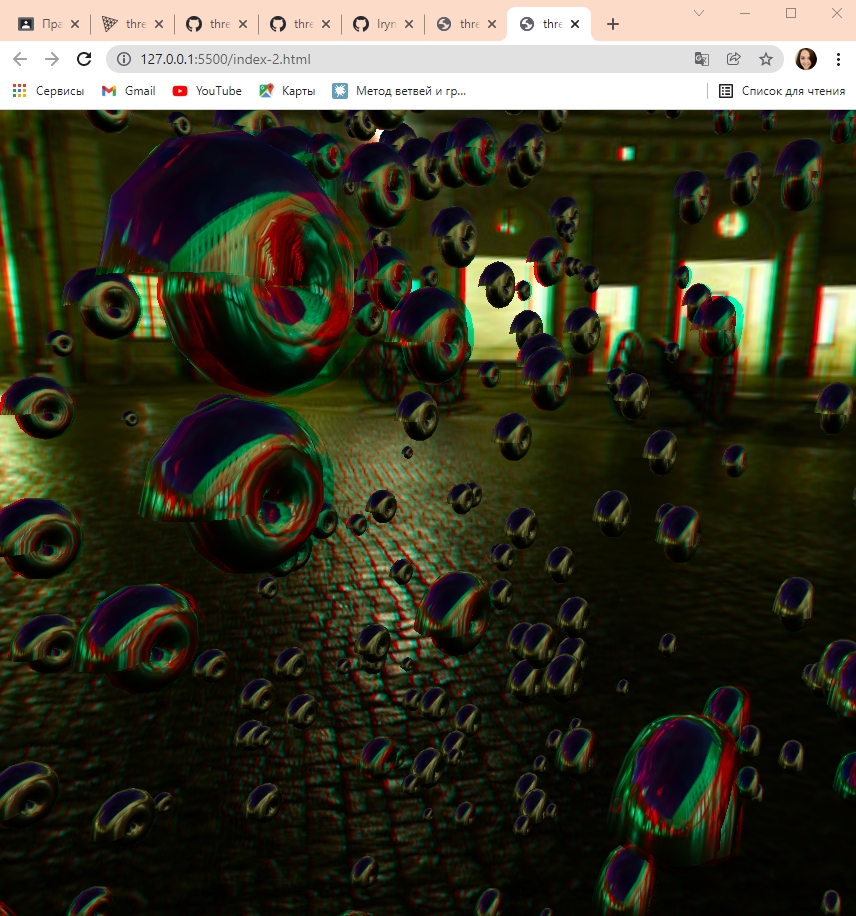 Пра
thre
thre
thre
Iryn
thre
thre
127.0.0.1:5500/index-2.html
Сервисы
Gmail
YouTube
Карты
Метод ветвей и гр...
Список для чтения